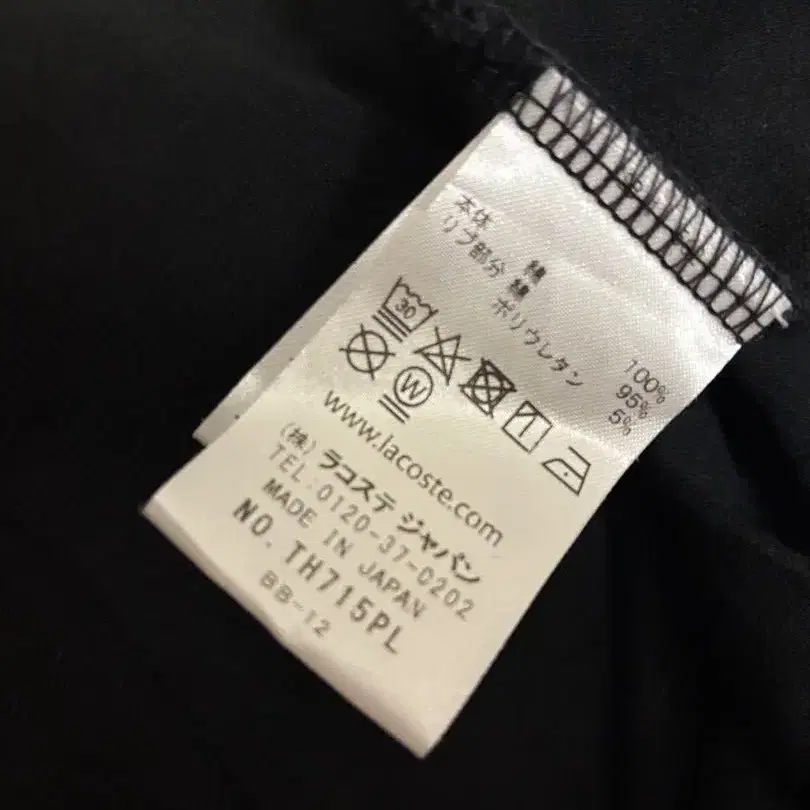 本体 綿 100%
リブ部分 綿 95%
ポリウレタン 5%
30
W
www.lacoste.com
(株) ラコステ ジャパン
TEL:0120-37-0202
MADE IN JAPAN
NO. TH715PL
BB-12